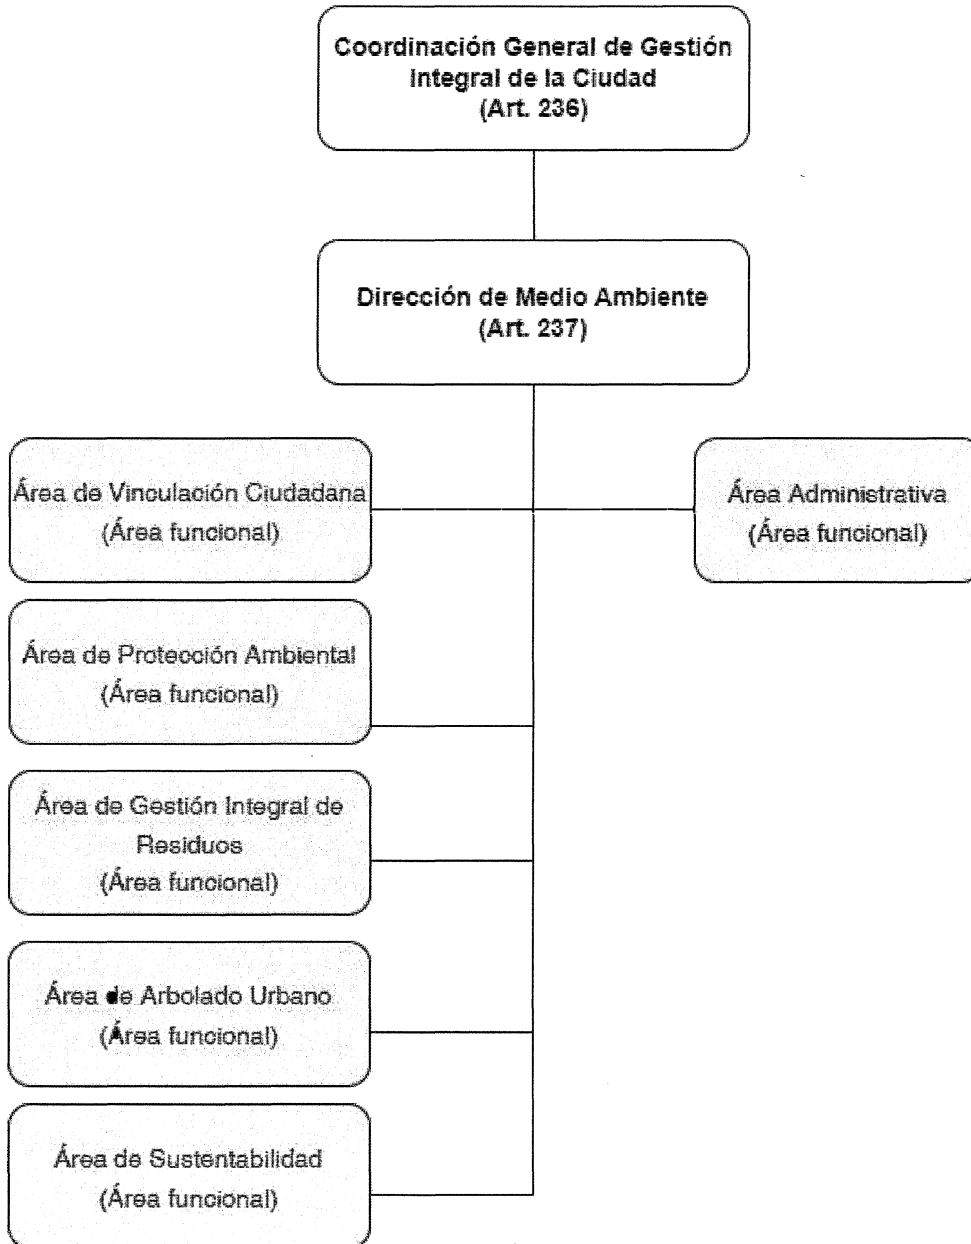 Coordinación General de Gestión
Integral de la Ciudad
(Art. 236)
Dirección de Medio Ambiente
(Art. 237)
Área de Vinculación Ciudadana
(Área funcional)
Área Administrativa
(Área funcional)
Área de Protección Ambiental
(Área funcional)
Área de Gestión Integral de
Residuos
(Área funcional)
Área de Arbolado Urbano
(Área funcional)
Área de Sustentabilidad
(Área funcional)